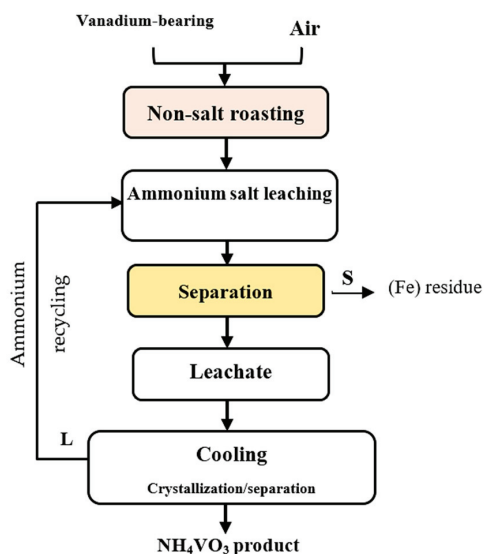 Vanadium-bearing
Air
Non-salt roasting
Ammonium salt leaching
Separation
S
(Fe) residue
Ammonium
recycling
Leachate
L
Cooling
Crystallization/separation
NH₄VO₃ product